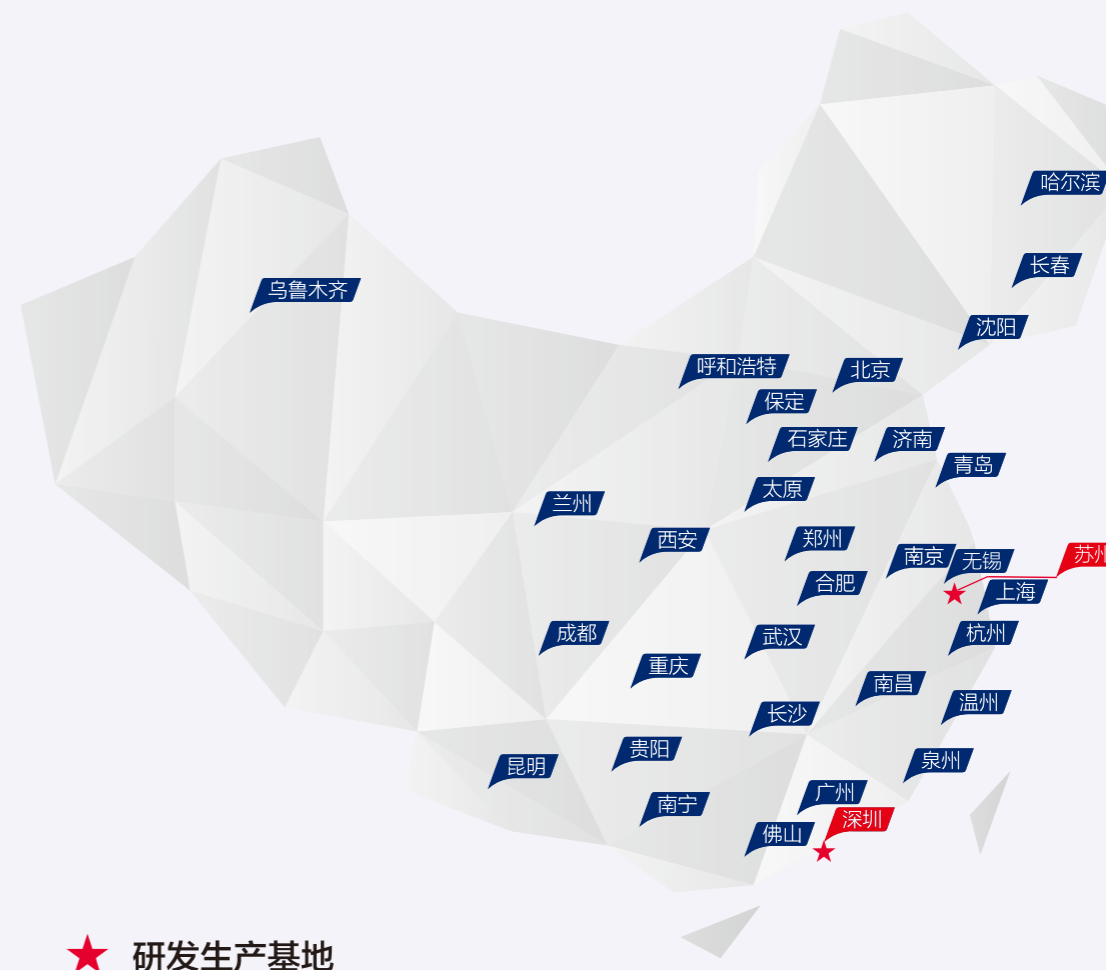 哈尔滨
长春
乌鲁木齐
沈阳
呼和浩特
北京
保定
石家庄
济南
青岛
太原
兰州
西安
郑州
南京
无锡
苏州
合肥
上海
成都
武汉
杭州
重庆
南昌
温州
长沙
贵阳
泉州
昆明
广州
南宁
深圳
佛山
研发生产基地